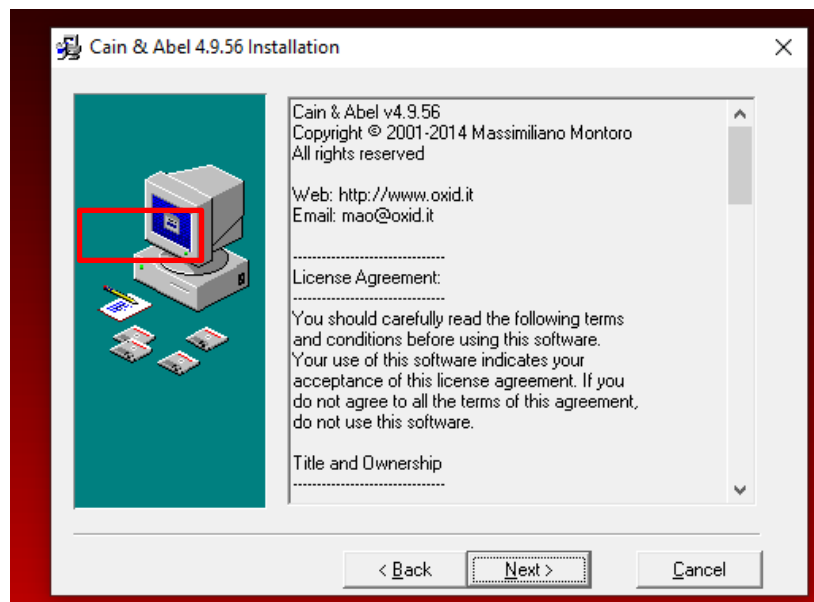 Cain & Abel 4.9.56 Installation
Cain & Abel v4.9.56
Copyright © 2001-2014 Massimiliano Montoro
All rights reserved
Web: http://www.oxid.it
Email: mao@oxid.it
-------------------------------
License Agreement:
-------------------------------
You should carefully read the following terms
and conditions before using this software.
Your use of this software indicates your
acceptance of this license agreement. If you
do not agree to all the terms of this agreement,
do not use this software.
Title and Ownership
-------------------------------
< Back
Next >
Cancel